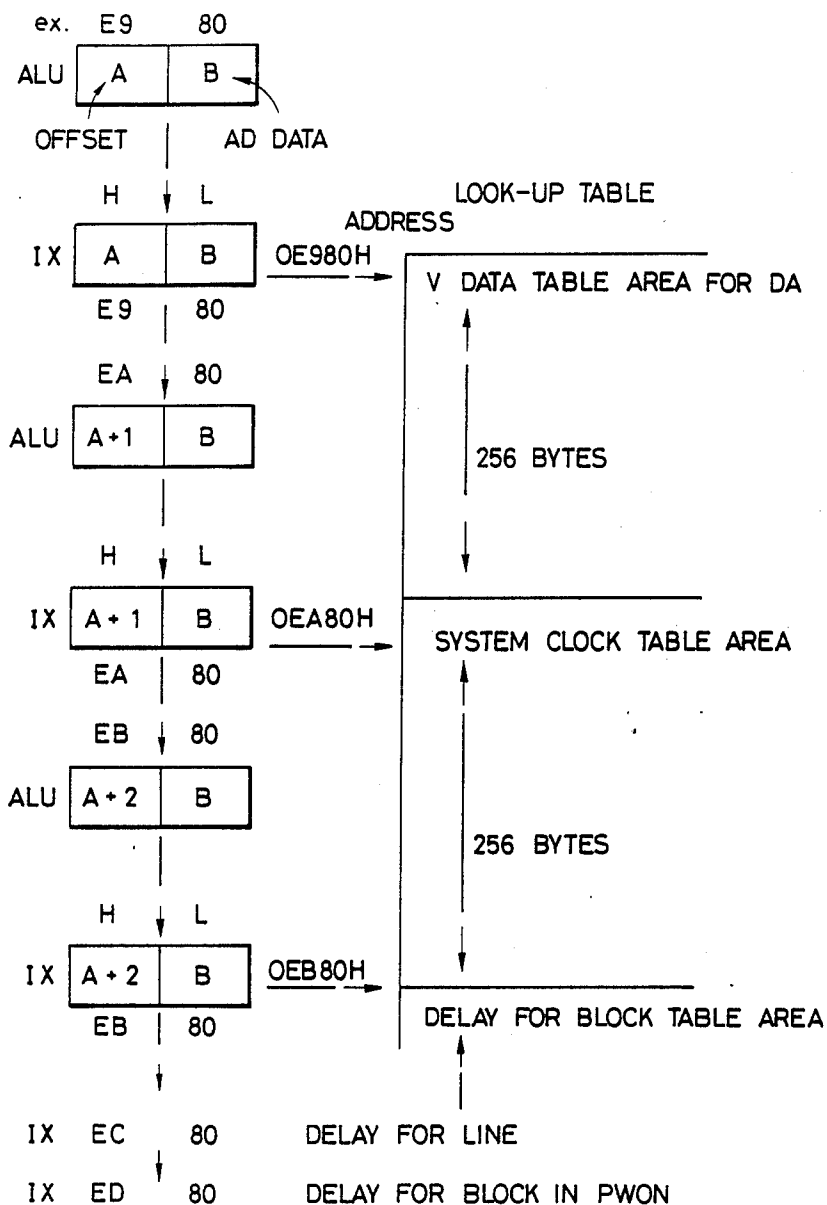 ex. E9 80
ALU A B
OFFSET AD DATA
H L
LOOK-UP TABLE
ADDRESS
IX A B OE980H
V DATA TABLE AREA FOR DA
E9 80
EA 80
ALU A+1 B
256 BYTES
H L
IX A+1 B OEA80H
SYSTEM CLOCK TABLE AREA
EA 80
EB 80
ALU A+2 B
256 BYTES
H L
IX A+2 B OEB80H
DELAY FOR BLOCK TABLE AREA
EB 80
IX EC 80 DELAY FOR LINE
IX ED 80 DELAY FOR BLOCK IN PWON